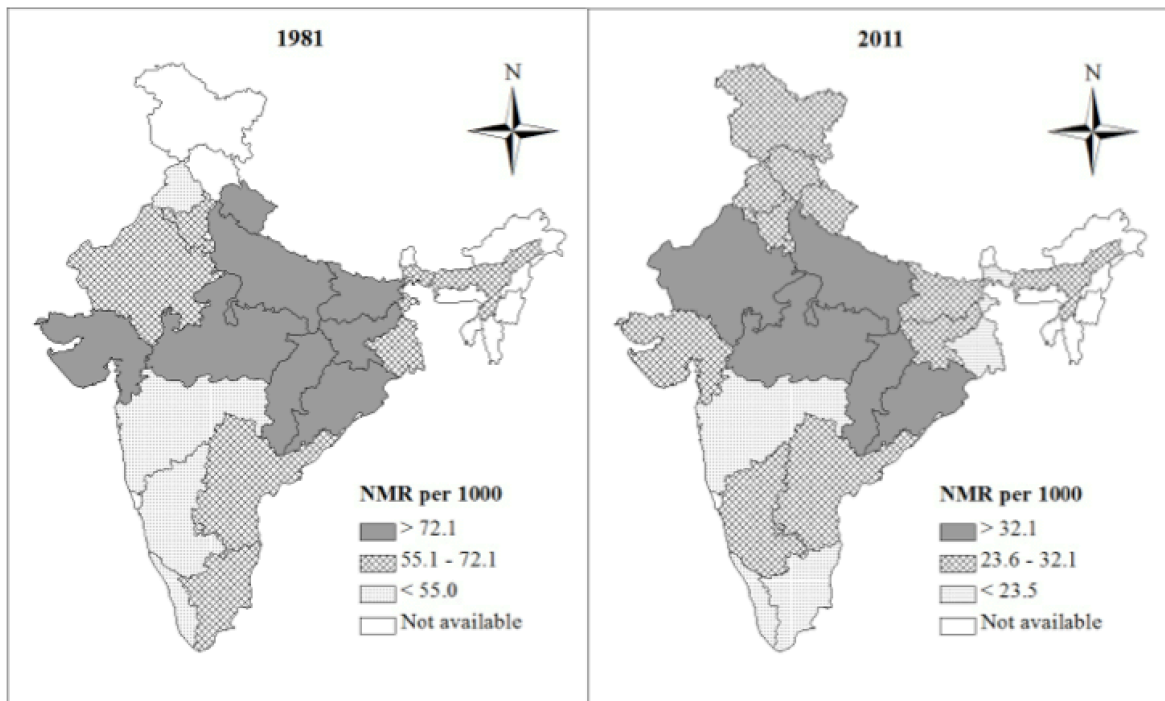 1981
N
NMR per 1000
> 72.1
55.1 - 72.1
< 55.0
Not available
2011
N
NMR per 1000
> 32.1
23.6 - 32.1
< 23.5
Not available